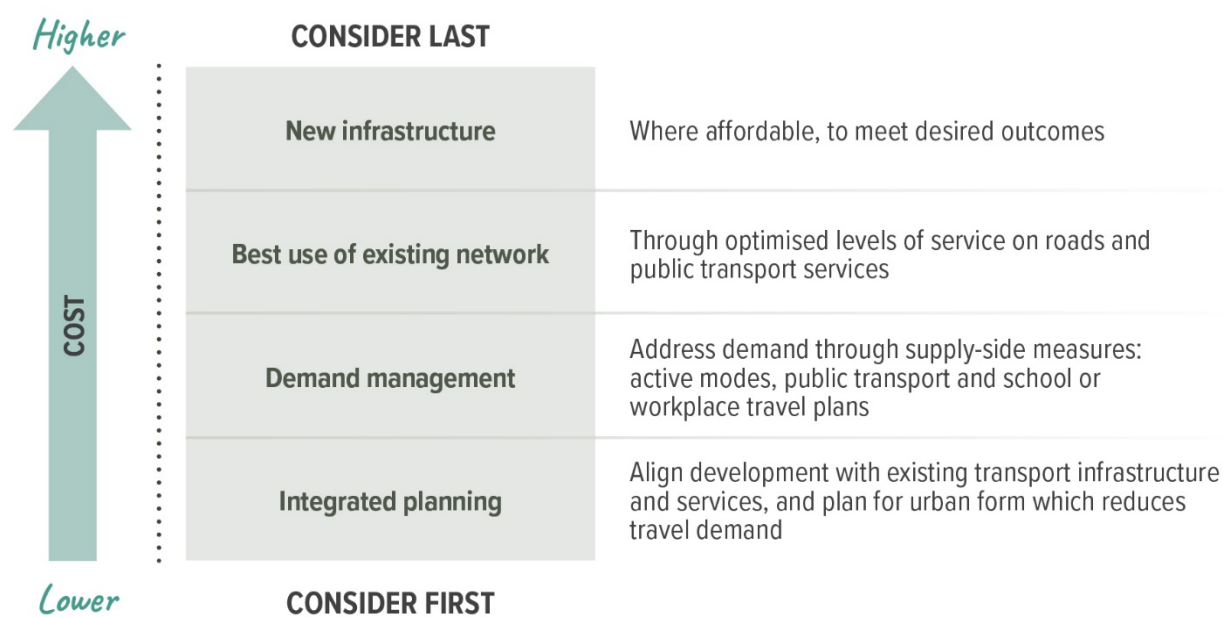 Higher
CONSIDER LAST
New infrastructure
Where affordable, to meet desired outcomes
Best use of existing network
Through optimised levels of service on roads and
public transport services
COST
Demand management
Address demand through supply-side measures:
active modes, public transport and school or
workplace travel plans
Integrated planning
Align development with existing transport infrastructure
and services, and plan for urban form which reduces
travel demand
Lower
CONSIDER FIRST